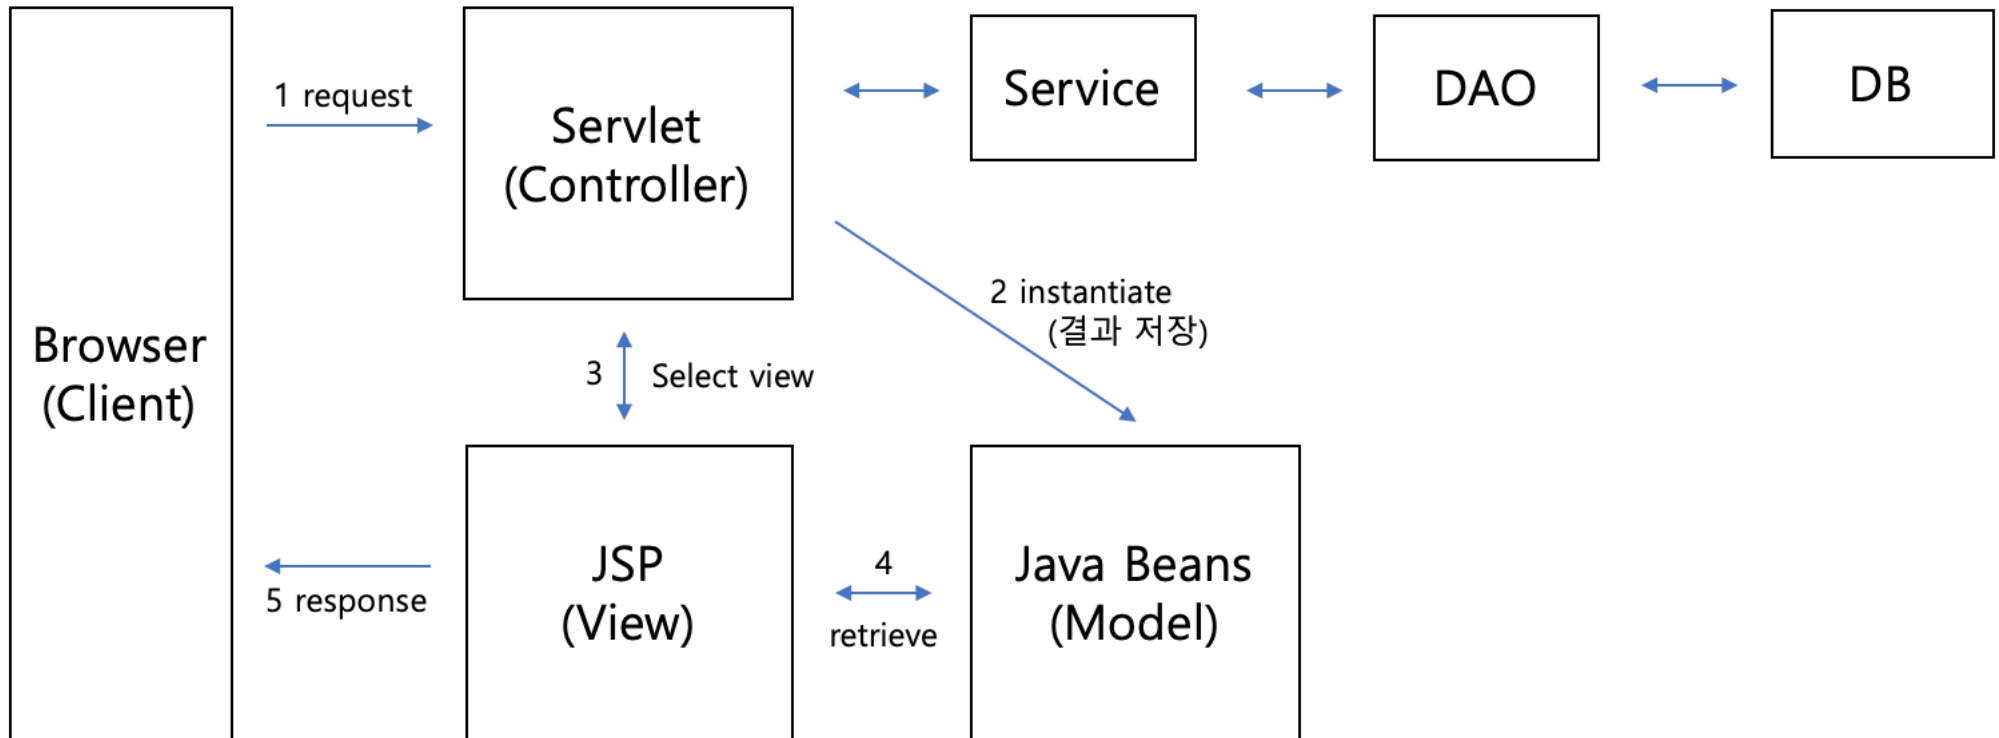 1 request
Servlet
(Controller)
Service
DAO
DB
2 instantiate
(결과 저장)
Browser
(Client)
3
Select view
JSP
(View)
4
retrieve
Java Beans
(Model)
5 response